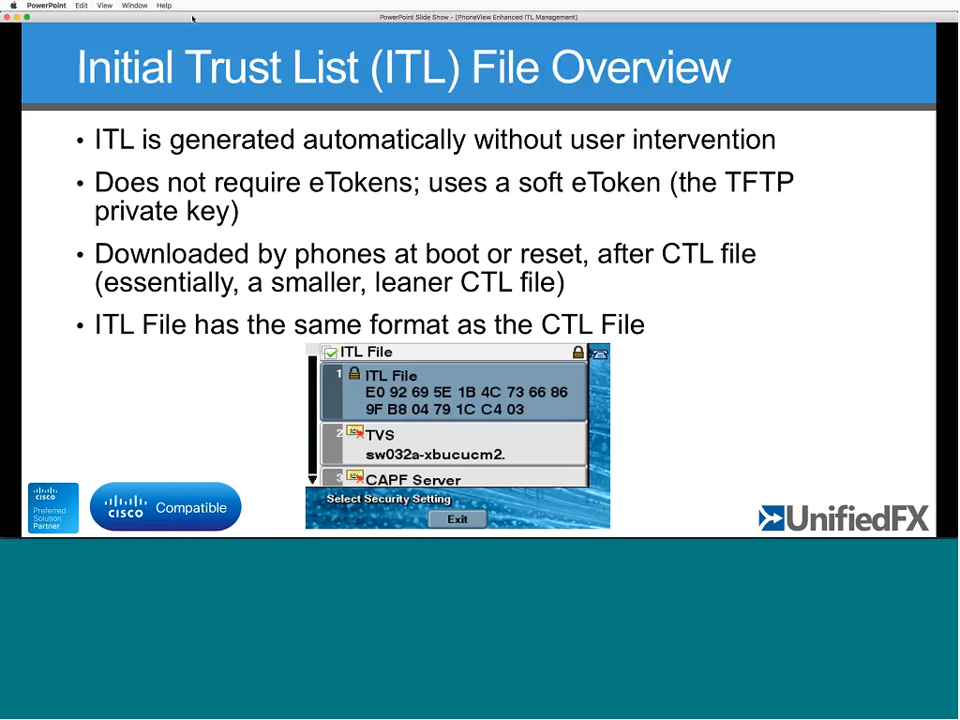 PowerPoint Edit View Window Help
PowerPoint Slide Show - [PhoneView Enhanced ITL Management]
Initial Trust List (ITL) File Overview
• ITL is generated automatically without user intervention
• Does not require eTokens; uses a soft eToken (the TFTP
private key)
• Downloaded by phones at boot or reset, after CTL file
(essentially, a smaller, leaner CTL file)
• ITL File has the same format as the CTL File
ITL File
1 ITL File
E0 92 69 5E 1B 4C 73 66 86
9F B8 04 79 1C C4 03
2 TVS
sw032a-xbucucm2.
3 CAPF Server
Select Security Setting
Exit
CISCO
Preferred
Solution
Partner
CISCO Compatible
UnifiedFX